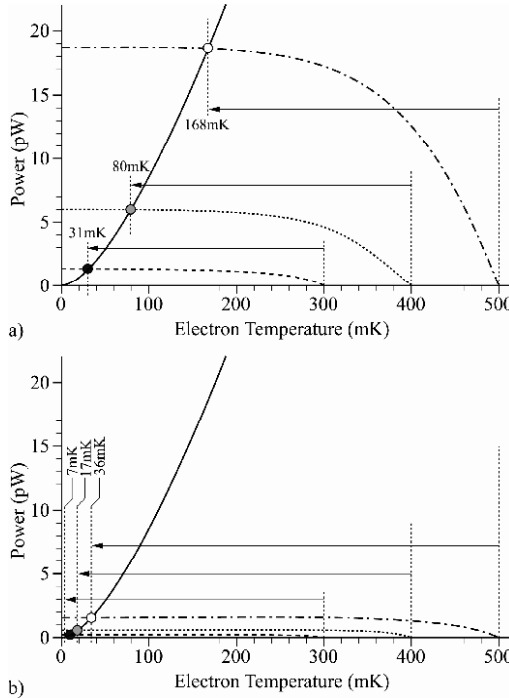 20
15
10
5
0
Power (pW)
168mK
80mK
31mK
0 100 200 300 400 500
Electron Temperature (mK)
a)
20
15
10
5
0
Power (pW)
7mK
17mK
36mK
0 100 200 300 400 500
Electron Temperature (mK)
b)